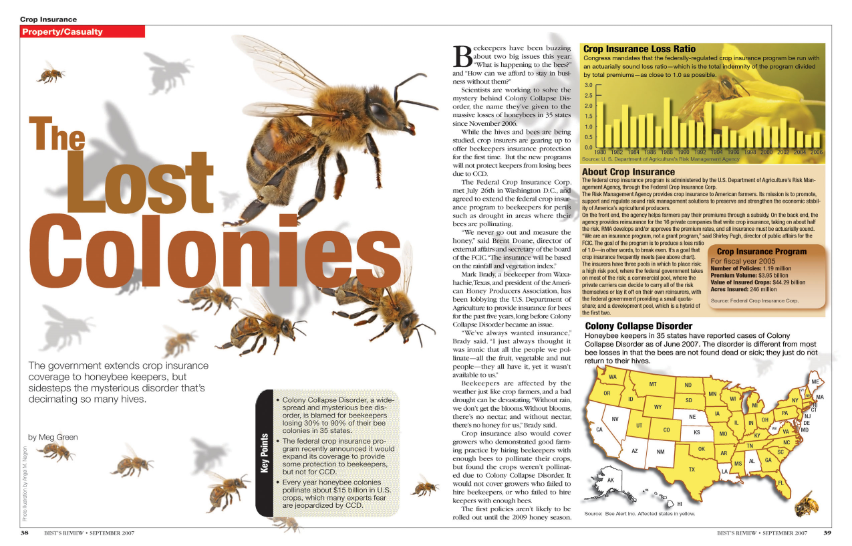 Crop Insurance
Property/Casualty
The
Lost
Colonies
The government extends crop insurance
coverage to honeybee keepers, but
sidesteps the mysterious disorder that's
decimating so many hives.
by Meg Green
Key Points
• Colony Collapse Disorder, a wide-
spread and mysterious bee dis-
order, is blamed for beekeepers
losing 30% to 90% of their bee
colonies in 35 states.
• The federal crop insurance pro-
gram recently announced it would
expand its coverage to provide
some protection to beekeepers,
but not for CCD.
• Every year honeybee colonies
pollinate about $15 billion in U.S.
crops, which many experts fear
are jeopardized by CCD.
38 BEST'S REVIEW • SEPTEMBER 2007
Beekeepers have been buzzing
about two big issues this year:
"What is happening to the bees?"
and "How can we afford to stay in busi-
ness without them?"
Scientists are working to solve the
mystery behind Colony Collapse Dis-
order, the name they've given to the
massive losses of honeybees in 35 states
since November 2006.
While the hives and bees are being
studied, crop insurers are gearing up to
offer beekeepers insurance protection
for the first time. But the new programs
will not protect keepers from losing bees
due to CCD.
The Federal Crop Insurance Corp.
met July 26th in Washington D.C., and
agreed to extend the federal crop insur-
ance program to beekeepers for perils
such as drought in areas where their
bees are pollinating.
"We never go out and measure the
honey," said Brent Doane, director of
external affairs and secretary of the board
of the FCIC. "The insurance will be based
on the rainfall and vegetation index."
Mark Brady, a beekeeper from Waxa-
hachie, Texas, and president of the Ameri-
can Honey Producers Association, has
been lobbying the U.S. Department of
Agriculture to provide insurance for bees
for the past five years, long before Colony
Collapse Disorder became an issue.
"We've always wanted insurance,"
Brady said. "I just always thought it
was ironic that all the people we pol-
linate—all the fruit, vegetable and nut
people—they all have it, yet it wasn't
available to us."
Beekeepers are affected by the
weather just like crop farmers, and a bad
drought can be devastating. "Without rain,
we don't get the blooms. Without blooms,
there's no nectar, and without nectar,
there's no honey for us," Brady said.
Crop insurance also would cover
growers who demonstrated good farm-
ing practice by hiring beekeepers with
enough bees to pollinate their crops,
but found the crops weren't pollinat-
ed due to Colony Collapse Disorder. It
would not cover growers who failed to
hire beekeepers, or who failed to hire
keepers with enough bees.
The first policies aren't likely to be
rolled out until the 2009 honey season.
Crop Insurance Loss Ratio
Congress mandates that the federally-regulated crop insurance program be run with
an actuarially sound loss ratio—which is the total indemnity of the program divided
by total premiums—as close to 1.0 as possible.
3.0
2.5
2.0
1.5
1.0
0.5
0.0
1980 1982 1984 1986 1988 1990 1992 1994 1996 1998 2000 2002 2004 2006
Source: U. S. Department of Agriculture's Risk Management Agency
About Crop Insurance
The federal crop insurance program is administered by the U.S. Department of Agriculture's Risk Man-
agement Agency, through the Federal Crop Insurance Corp.
The Risk Management Agency provides crop insurance to American farmers. Its mission is to promote,
support and regulate sound risk management solutions to preserve and strengthen the economic stabil-
ity of America's agricultural producers.
On the front end, the agency helps farmers pay their premiums through a subsidy. On the back end, the
agency provides reinsurance for the 16 private companies that write crop insurance, taking on about half
the risk. RMA develops and/or approves the premium rates, and all insurance must be actuarially sound.
"We are an insurance program, not a grant program," said Shirley Pugh, director of public affairs for the
FCIC. The goal of the program is to produce a loss ratio
of 1.0—in other words, to break even. It's a goal that
crop insurance frequently meets (see above chart).
The insurers have three pools in which to place risk:
a high risk pool, where the federal government takes
on most of the risk; a commercial pool, where the
private carriers can decide to carry all of the risk
themselves or lay it off on their own reinsurers, with
the federal government providing a small quota-
share; and a development pool, which is a hybrid of
the first two.
Crop Insurance Program
For fiscal year 2005
Number of Policies: 1.19 million
Premium Volume: $3.95 billion
Value of Insured Crops: $44.29 billion
Acres Insured: 246 million
Source: Federal Crop Insurance Corp.
Colony Collapse Disorder
Honeybee keepers in 35 states have reported cases of Colony
Collapse Disorder as of June 2007. The disorder is different from most
bee losses in that the bees are not found dead or sick; they just do not
return to their hives.
WA
OR
ID
MT
ND
MN
SD
WY
WI
MI
NV
UT
CO
NE
IA
IL
IN
OH
PA
NY
ME
MA
CT
NJ
DE
MD
CA
AZ
NM
KS
MO
KY
VA
OK
AR
TN
NC
SC
TX
LA
MS
AL
GA
FL
AK
HI
Source: Bee Alert Inc. Affected states in yellow.
BEST'S REVIEW • SEPTEMBER 2007 39